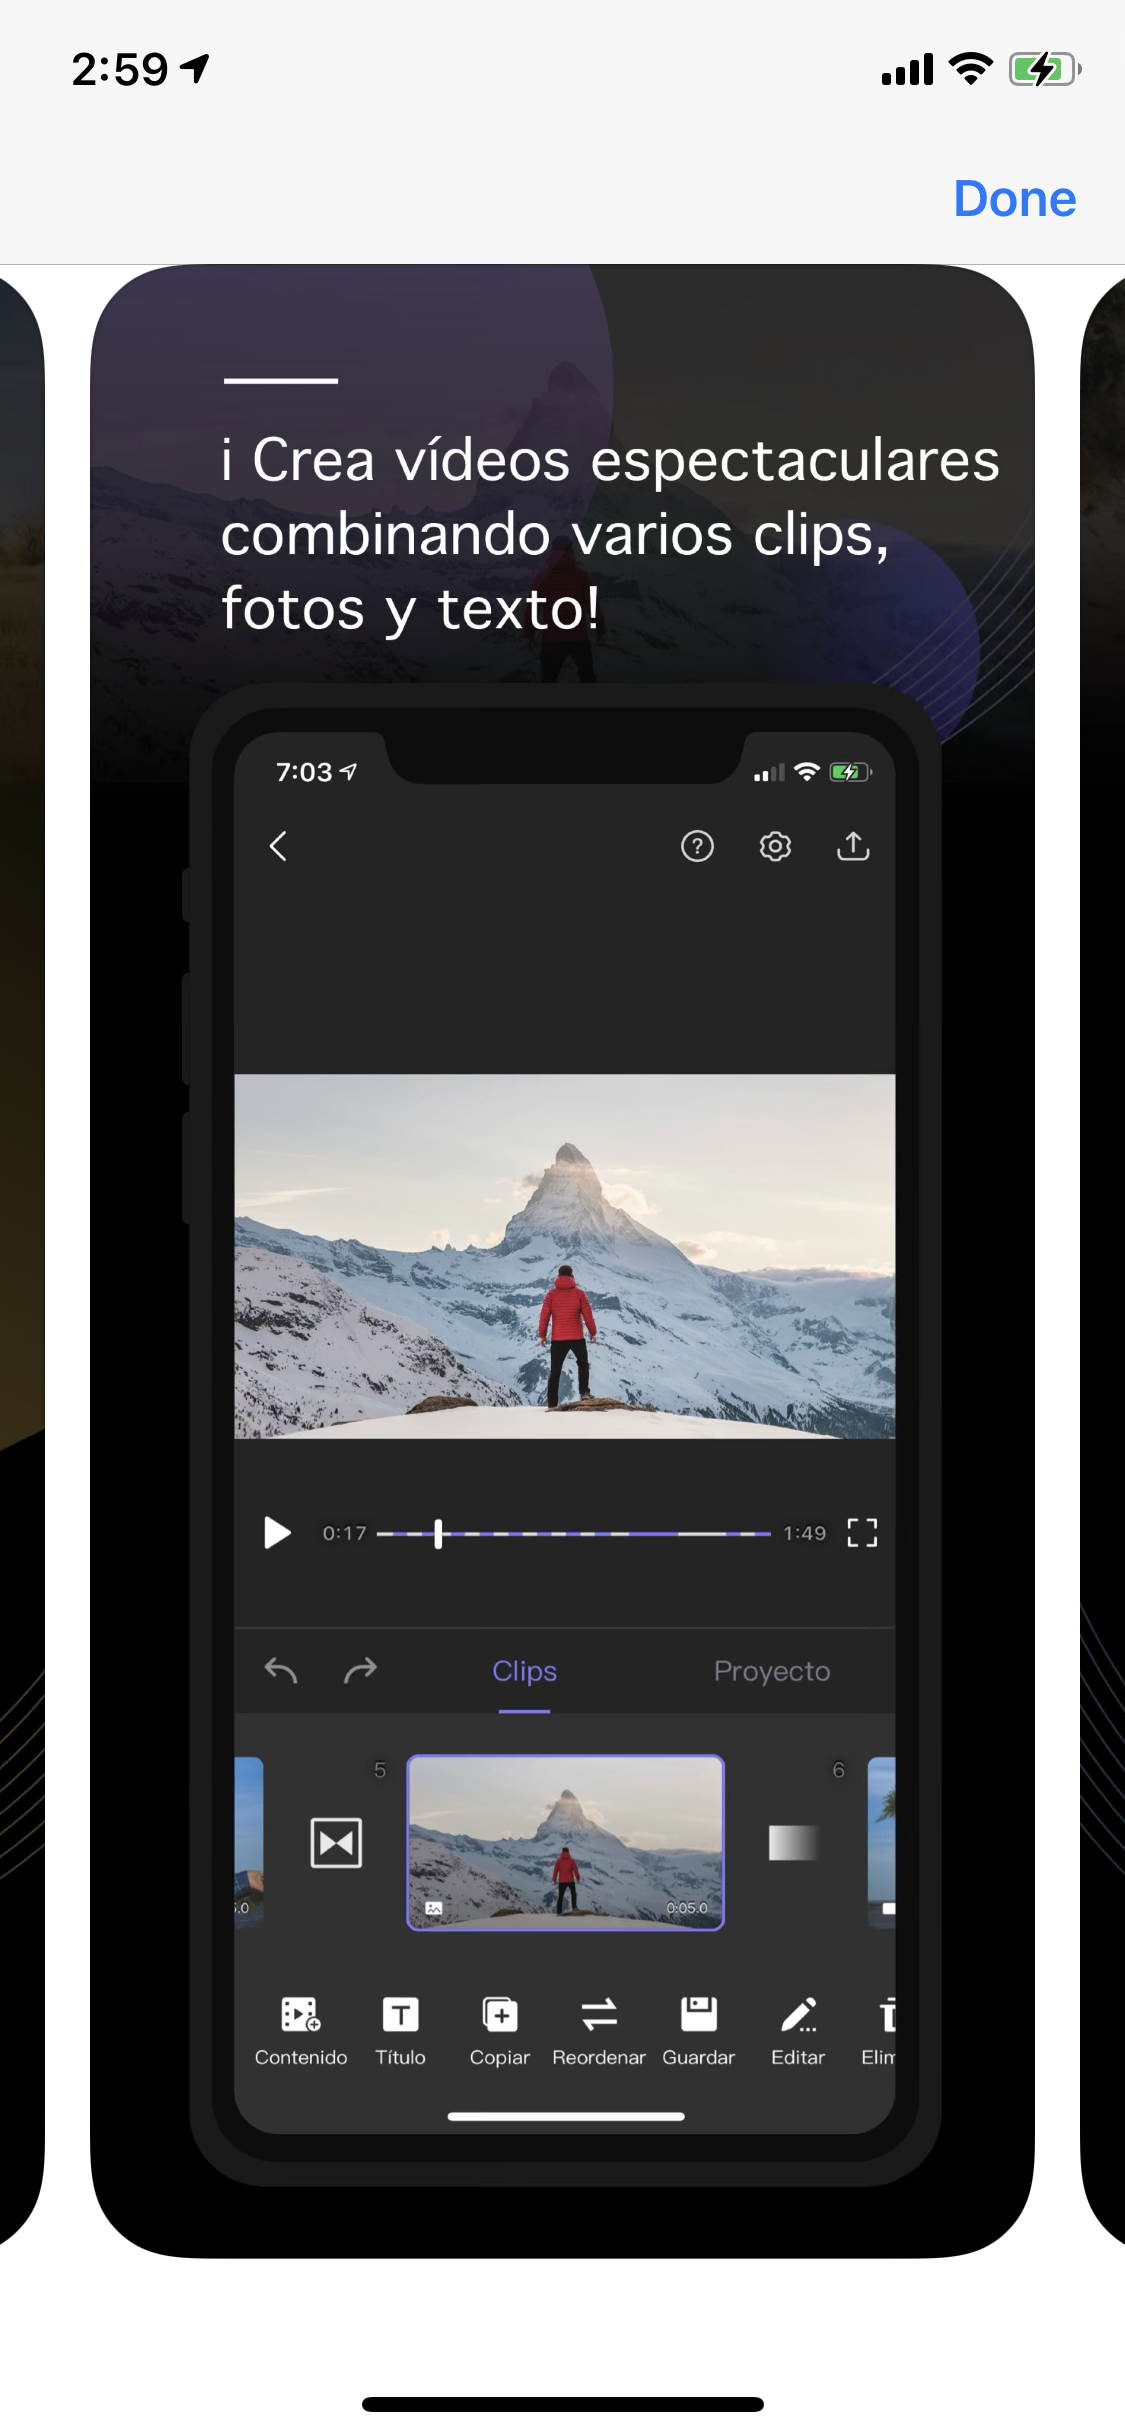 2:59
Done
i Crea vídeos espectaculares
combinando varios clips,
fotos y texto!
7:03
0:17
1:49
Clips
Proyecto
5
6
.0
0:05.0
Contenido
Título
Copiar
Reordenar
Guardar
Editar
Elim